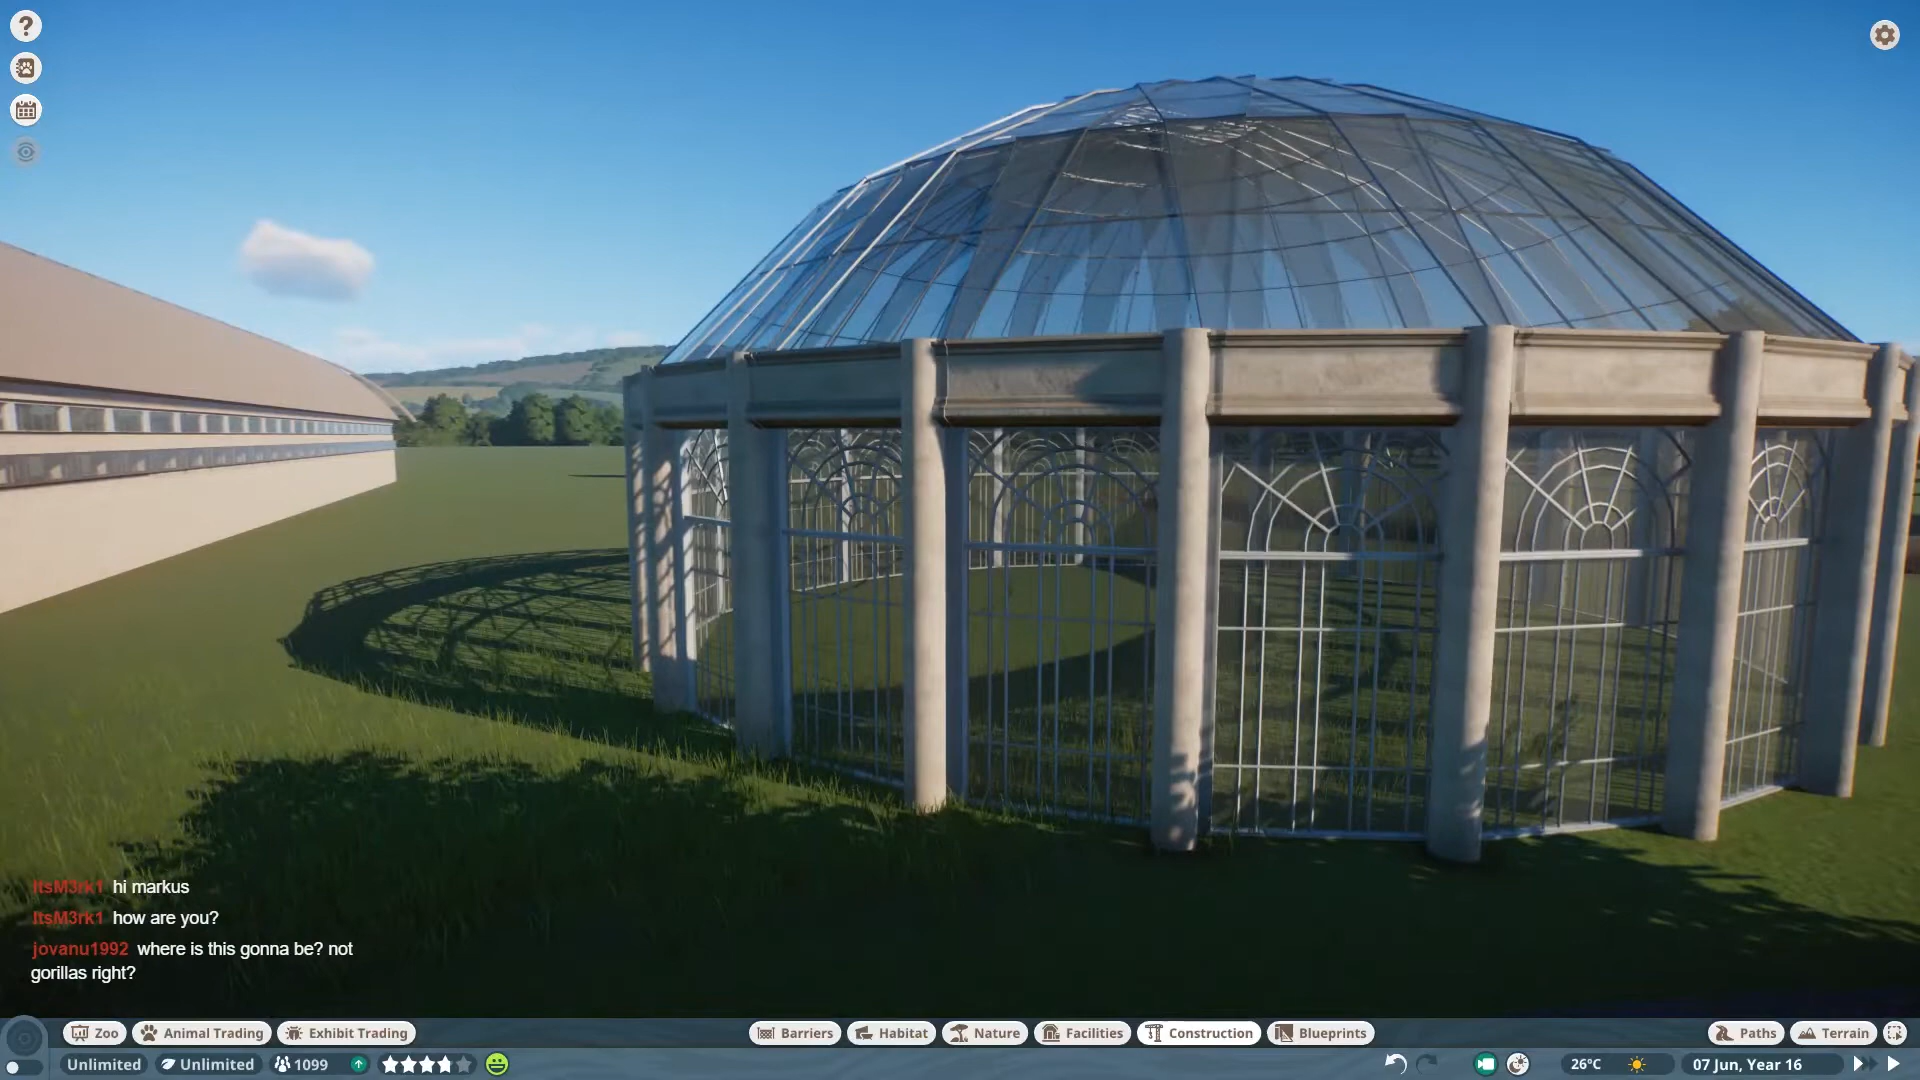 ?
ItsM3rk1 hi markus
ItsM3rk1 how are you?
jovanu1992 where is this gonna be? not
gorillas right?
Zoo Animal Trading Exhibit Trading Barriers Habitat Nature Facilities Construction Blueprints Paths Terrain
Unlimited Unlimited 1099 26°C 07 Jun, Year 16